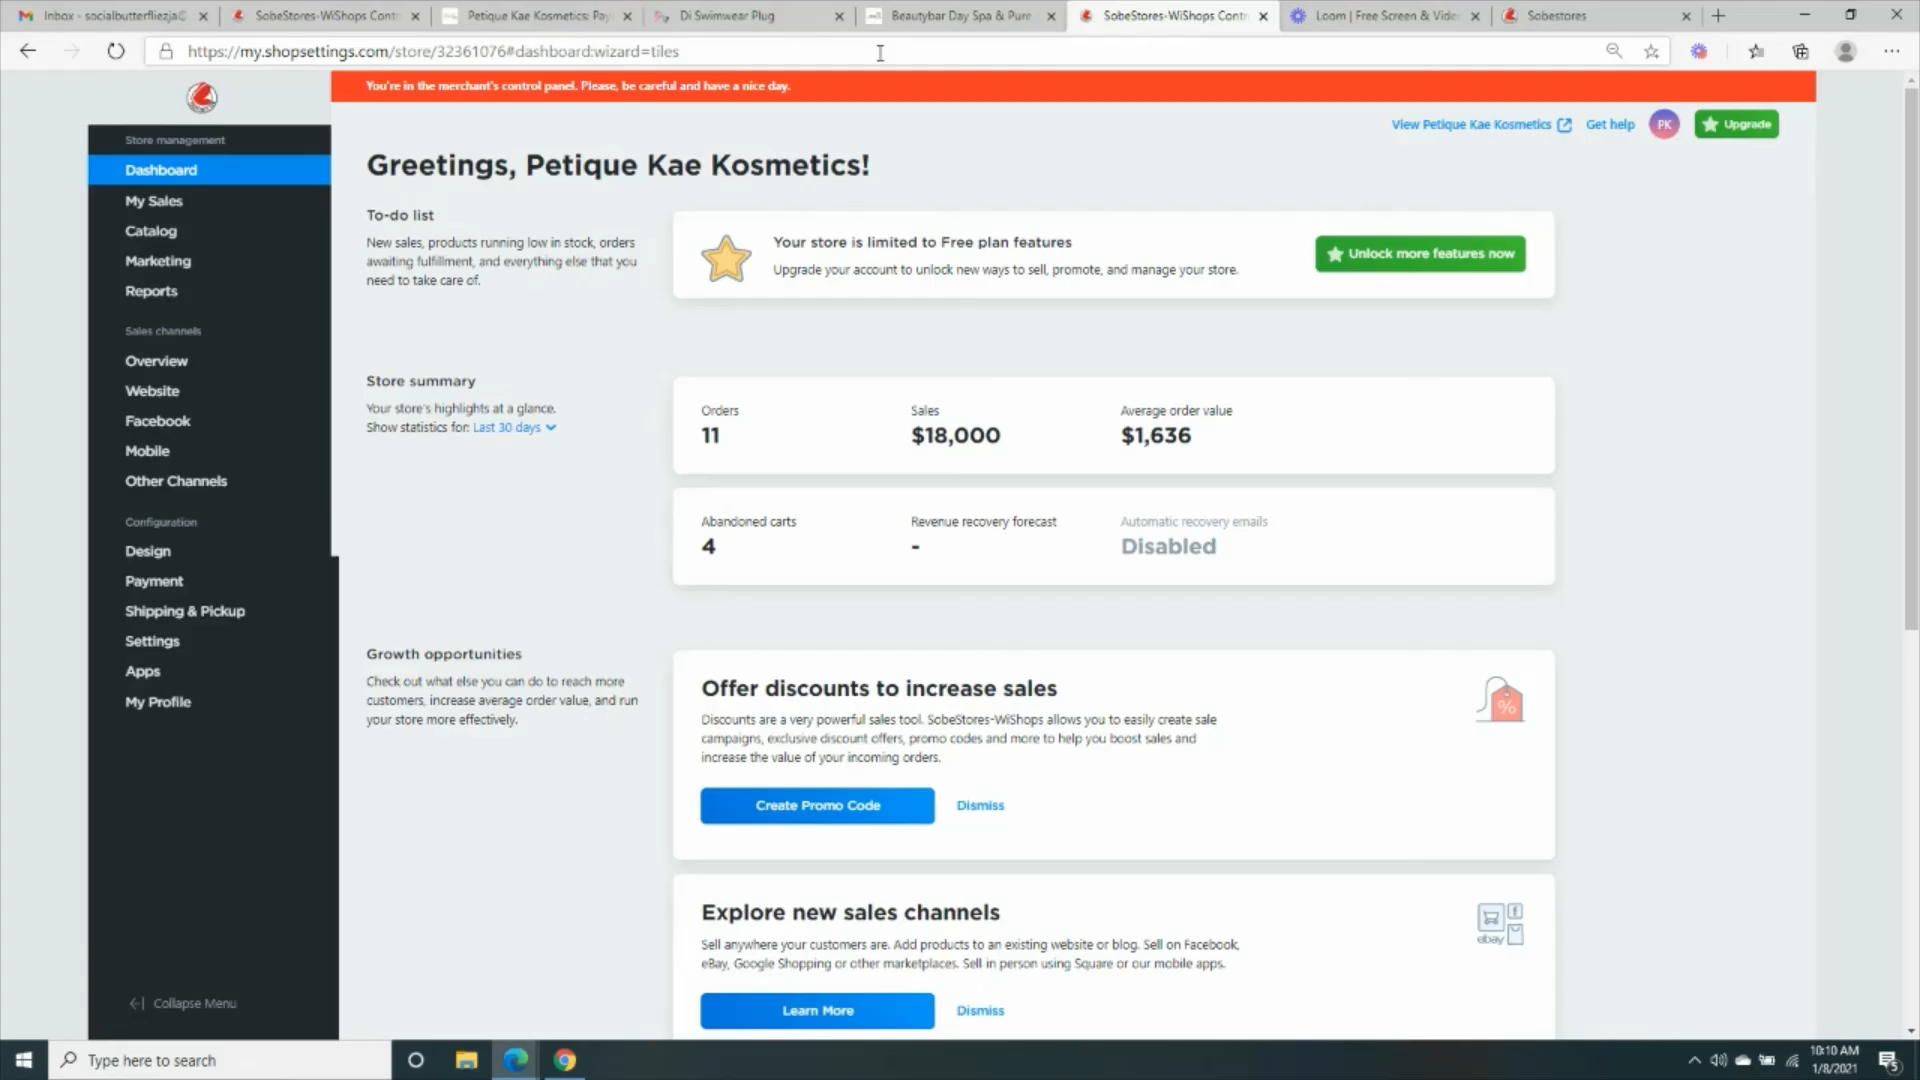 Inbox - socialbutterfliezja@
SobeStores-WiShops Contr
Petique Kae Kosmetics: Pay
Di Swimwear Plug
Beautybar Day Spa & Pure
SobeStores-WiShops Contr
Loom | Free Screen & Vide
Sobestores
https://my.shopsettings.com/store/32361076#dashboard:wizard=tiles
You're in the merchant's control panel. Please, be careful and have a nice day.
View Petique Kae Kosmetics
Get help
PK
Upgrade
Store management
Dashboard
My Sales
Catalog
Marketing
Reports
Sales channels
Overview
Website
Facebook
Mobile
Other Channels
Configuration
Design
Payment
Shipping & Pickup
Settings
Apps
My Profile
Collapse Menu
Greetings, Petique Kae Kosmetics!
To-do list
New sales, products running low in stock, orders
awaiting fulfillment, and everything else that you
need to take care of.
Your store is limited to Free plan features
Upgrade your account to unlock new ways to sell, promote, and manage your store.
Unlock more features now
Store summary
Your store's highlights at a glance.
Show statistics for: Last 30 days
Orders
11
Sales
$18,000
Average order value
$1,636
Abandoned carts
4
Revenue recovery forecast
-
Automatic recovery emails
Disabled
Growth opportunities
Check out what else you can do to reach more
customers, increase average order value, and run
your store more effectively.
Offer discounts to increase sales
Discounts are a very powerful sales tool. SobeStores-WiShops allows you to easily create sale
campaigns, exclusive discount offers, promo codes and more to help you boost sales and
increase the value of your incoming orders.
%
Create Promo Code
Dismiss
Explore new sales channels
Sell anywhere your customers are. Add products to an existing website or blog. Sell on Facebook,
eBay, Google Shopping or other marketplaces. Sell in person using Square or our mobile apps.
f
ebay
Learn More
Dismiss
Type here to search
10:10 AM
1/8/2021
5